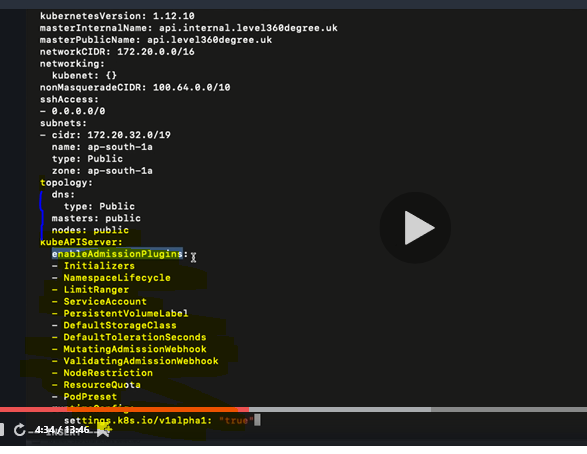 kubernetesVersion: 1.12.10
masterInternalName: api.internal.level360degree.uk
masterPublicName: api.level360degree.uk
networkCIDR: 172.20.0.0/16
networking:
  kubenet: {}
nonMasqueradeCIDR: 100.64.0.0/10
sshAccess:
- 0.0.0.0/0
subnets:
- cidr: 172.20.32.0/19
  name: ap-south-1a
  type: Public
  zone: ap-south-1a
topology:
  dns:
    type: Public
  masters: public
  nodes: public
kubeAPIServer:
  enableAdmissionPlugins:
  - Initializers
  - NamespaceLifecycle
  - LimitRanger
  - ServiceAccount
  - PersistentVolumeLabel
  - DefaultStorageClass
  - DefaultTolerationSeconds
  - MutatingAdmissionWebhook
  - ValidatingAdmissionWebhook
  - NodeRestriction
  - ResourceQuota
  - PodPreset
    settings.k8s.io/v1alpha1: "true"
4:34 / 13:46